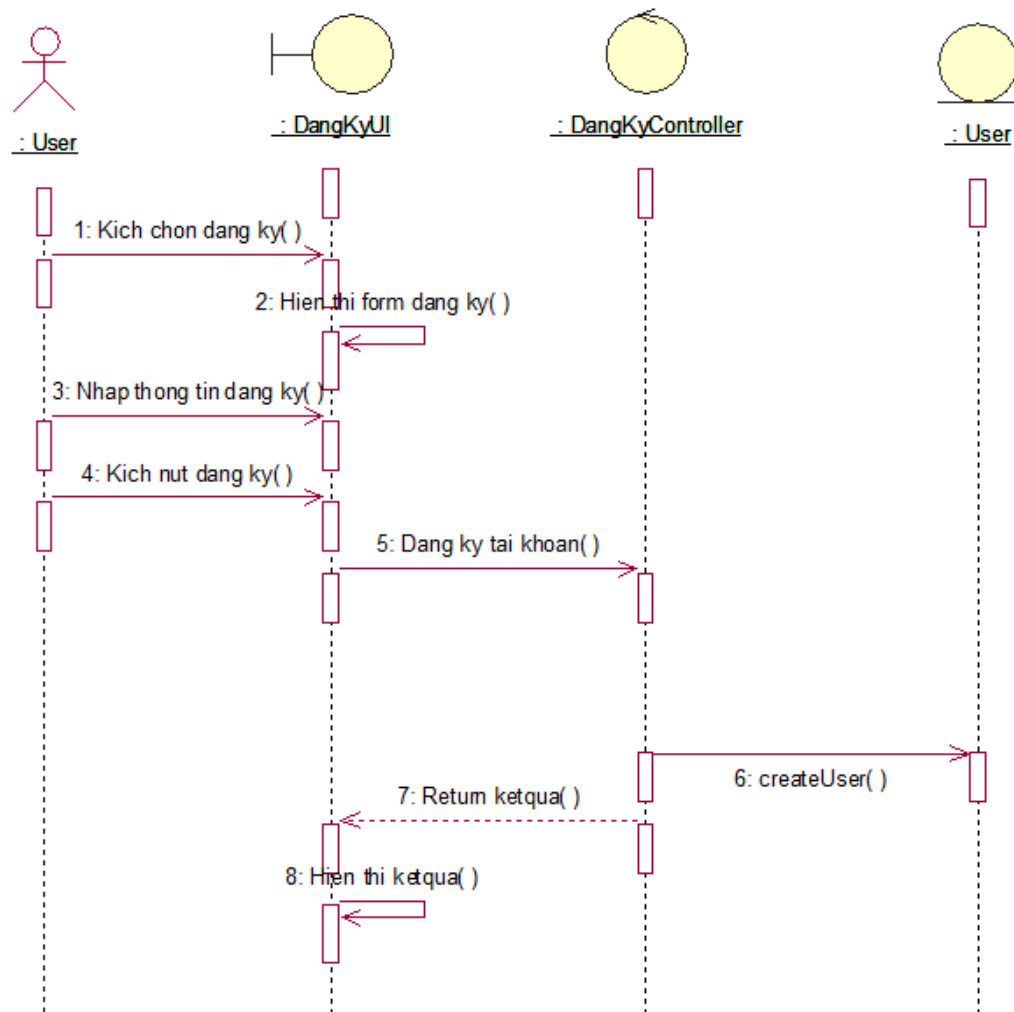 : User
: DangKyUI
: DangKyController
: User
1: Kich chon dang ky( )
2: Hien thi form dang ky( )
3: Nhap thong tin dang ky( )
4: Kich nut dang ky( )
5: Dang ky tai khoan( )
6: createUser( )
7: Return ketqua( )
8: Hien thi ketqua( )